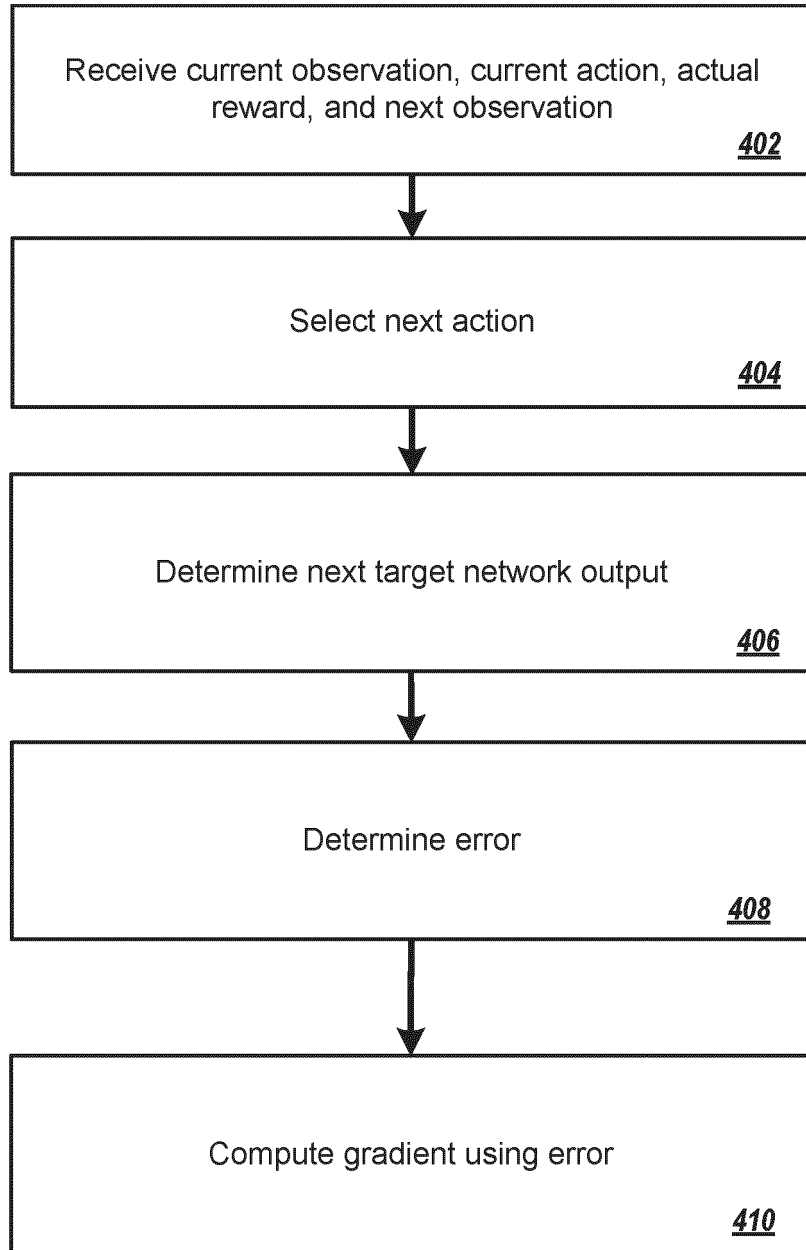 Receive current observation, current action, actual
reward, and next observation
402
Select next action
404
Determine next target network output
406
Determine error
408
Compute gradient using error
410